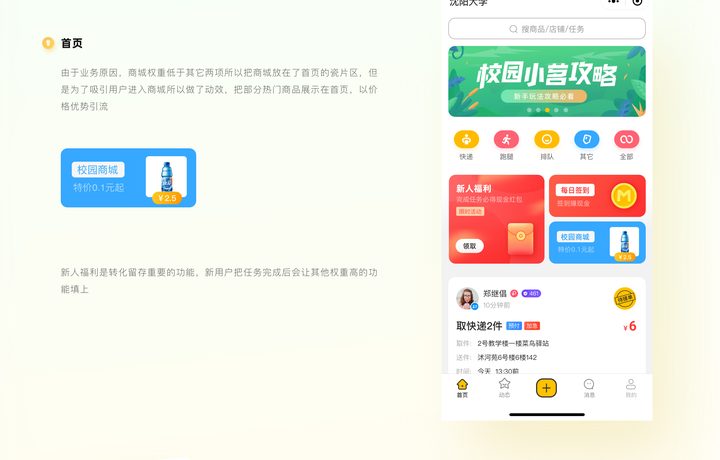 首页
由于业务原因，商城权重低于其它两项所以把商城放在了首页的瓷片区，但
是为了吸引用户进入商城所以做了动效，把部分热门商品展示在首页，以价
格优势引流
校园商城
特价0.1元起
¥2.5
新人福利是转化留存重要的功能，新用户把任务完成后会让其他权重高的功
能填上
沈阳大学
搜商品/店铺/任务
校园小茗攻略
新手玩法攻略必看
快递
跑腿
排队
其它
全部
新人福利
完成任务必得现金红包
限时活动
领取
每日签到
签到赚现金
校园商城
特价0.1元起
¥2.5
郑继倡
461
10分钟前
取快递2件 预付 加急
¥6
取件: 2号教学楼一楼菜鸟驿站
送件: 沭河苑6号楼6楼142
时间: 今天 13:30前
首页
动态
消息
我的